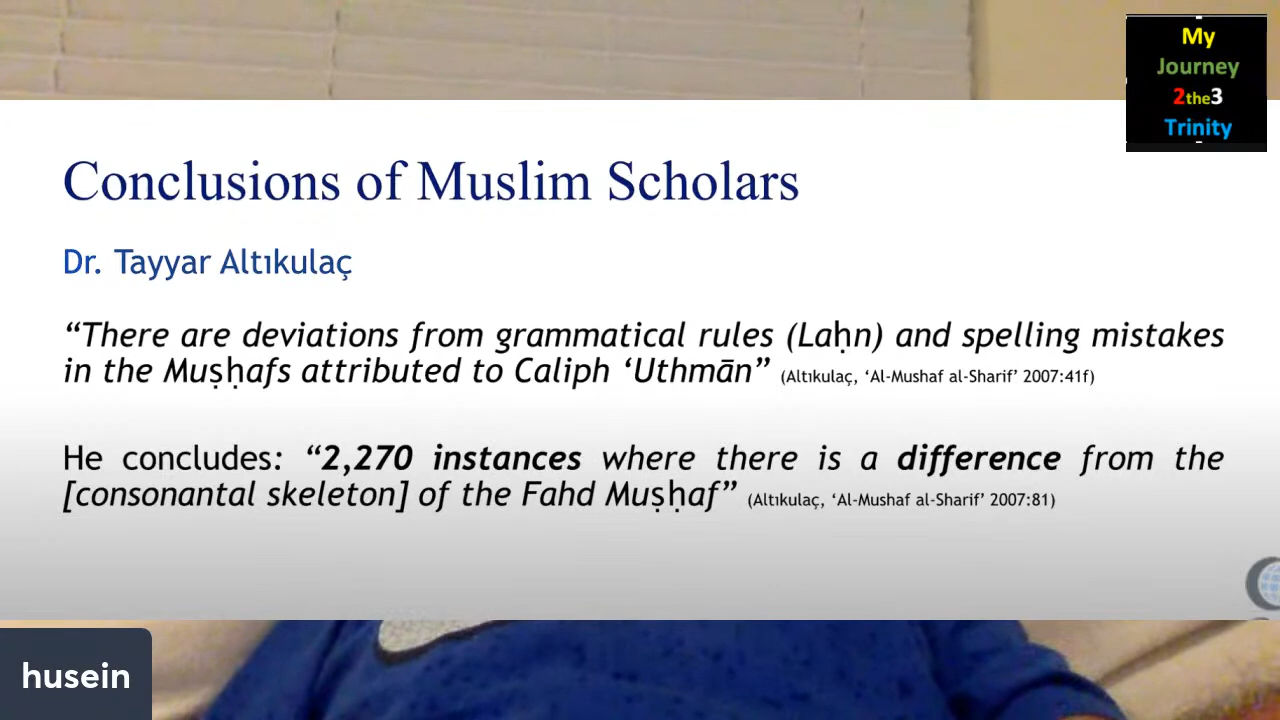 My
Journey
2the3
Trinity
Conclusions of Muslim Scholars
Dr. Tayyar Altıkulaç
“There are deviations from grammatical rules (Laḥn) and spelling mistakes
in the Muṣḥafs attributed to Caliph ‘Uthmān” (Altıkulaç, ‘Al-Mushaf al-Sharif’ 2007:41f)
He concludes: “2,270 instances where there is a difference from the
[consonantal skeleton] of the Fahd Muṣḥaf” (Altıkulaç, ‘Al-Mushaf al-Sharif’ 2007:81)
husein